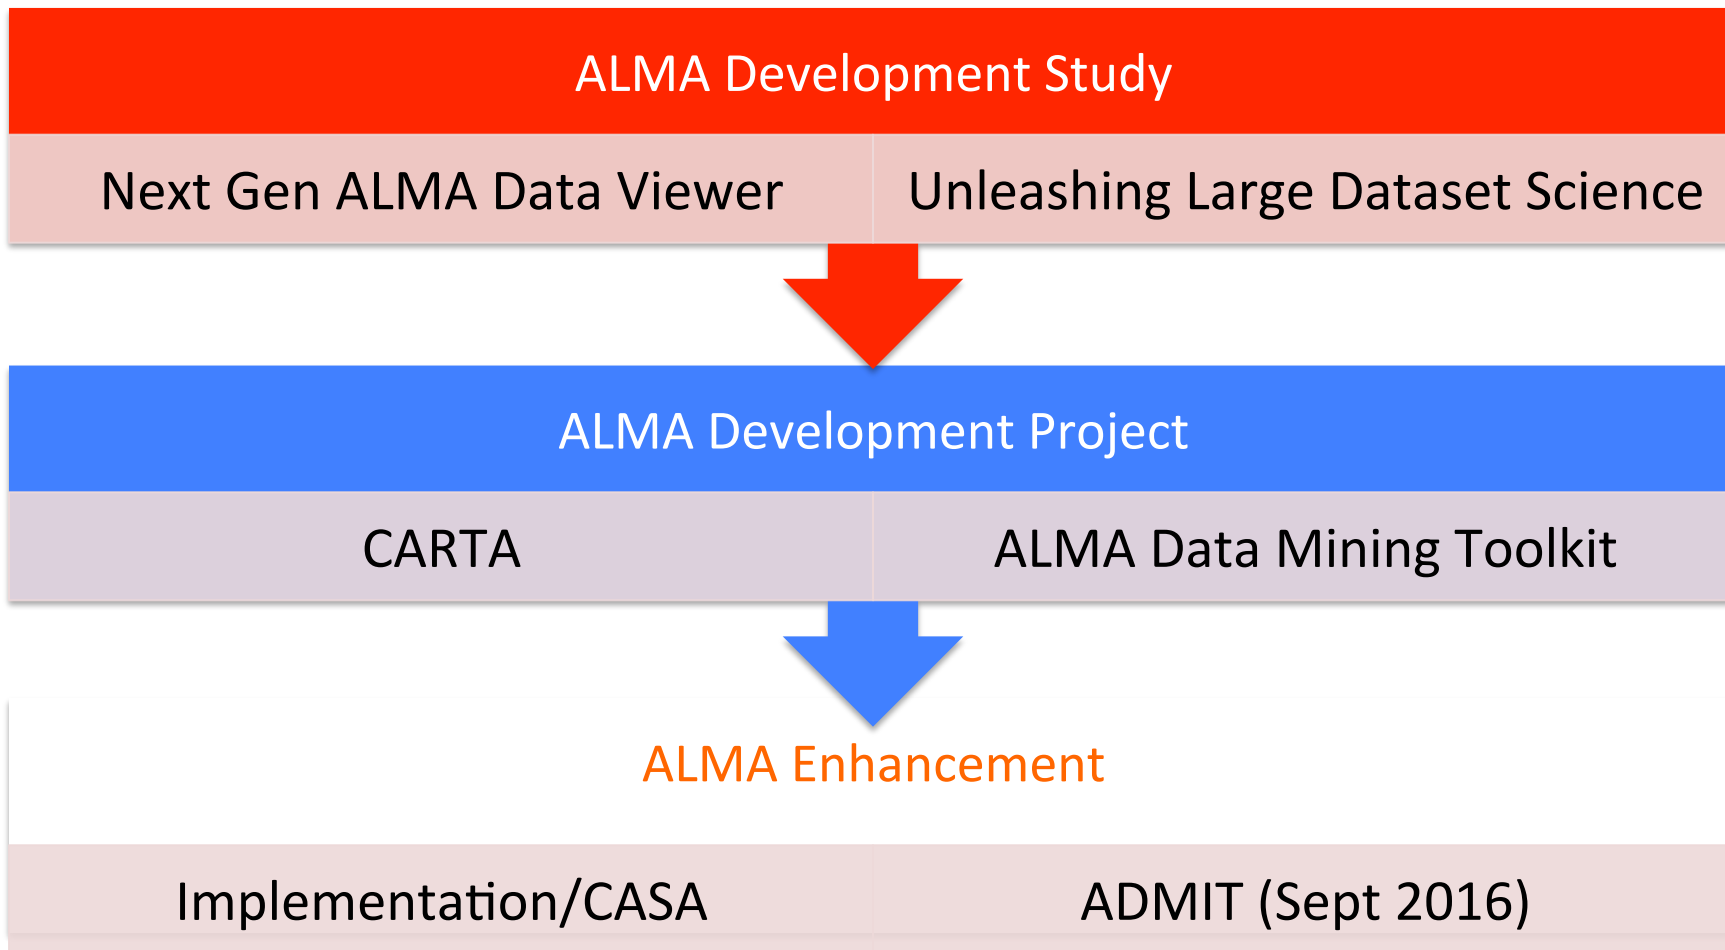 ALMA Development Study
Next Gen ALMA Data Viewer
Unleashing Large Dataset Science
ALMA Development Project
CARTA
ALMA Data Mining Toolkit
ALMA Enhancement
Implementation/CASA
ADMIT (Sept 2016)